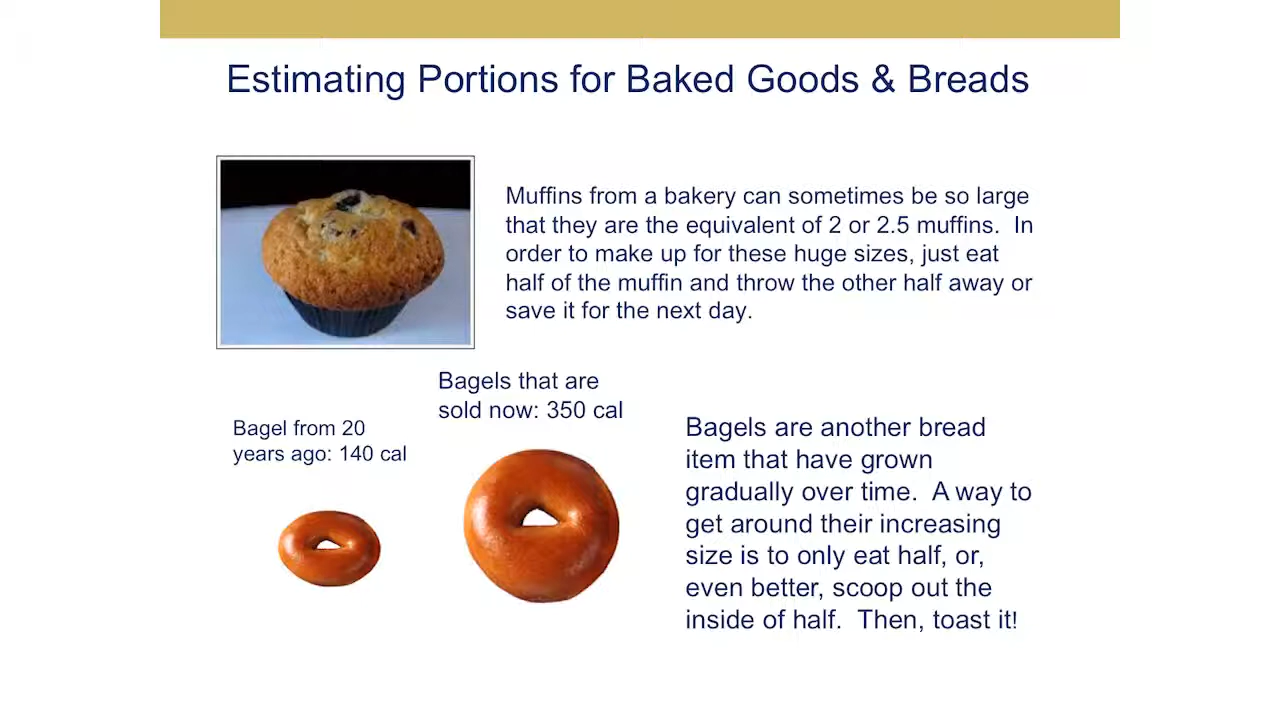 Estimating Portions for Baked Goods & Breads
Muffins from a bakery can sometimes be so large
that they are the equivalent of 2 or 2.5 muffins.  In
order to make up for these huge sizes, just eat
half of the muffin and throw the other half away or
save it for the next day.
Bagels that are
sold now: 350 cal
Bagel from 20
years ago: 140 cal
Bagels are another bread
item that have grown
gradually over time.  A way to
get around their increasing
size is to only eat half, or,
even better, scoop out the
inside of half.  Then, toast it!